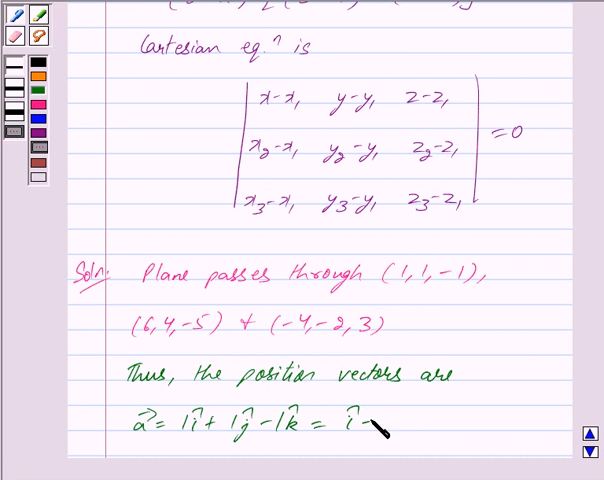 Cartesian eq.ⁿ is
| x-x₁ y-y₁ z-z₁ |
| x₂-x₁ y₂-y₁ z₂-z₁ | = 0
| x₃-x₁ y₃-y₁ z₃-z₁ |
Soln: Plane passes through (1, 1, -1),
(6, 4, -5) & (-4, -2, 3)
Thus, the position vectors are
a⃗ = 1î + 1ĵ - 1k̂ = î -